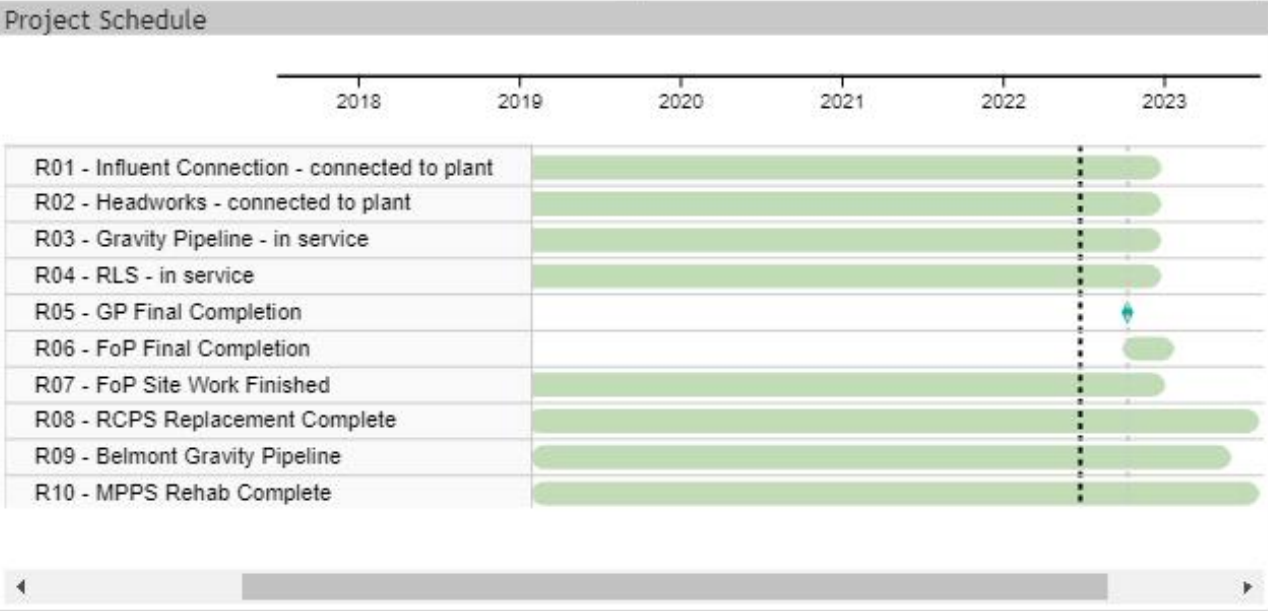 Project Schedule
2018 2019 2020 2021 2022 2023
R01 - Influent Connection - connected to plant
R02 - Headworks - connected to plant
R03 - Gravity Pipeline - in service
R04 - RLS - in service
R05 - GP Final Completion
R06 - FoP Final Completion
R07 - FoP Site Work Finished
R08 - RCPS Replacement Complete
R09 - Belmont Gravity Pipeline
R10 - MPPS Rehab Complete